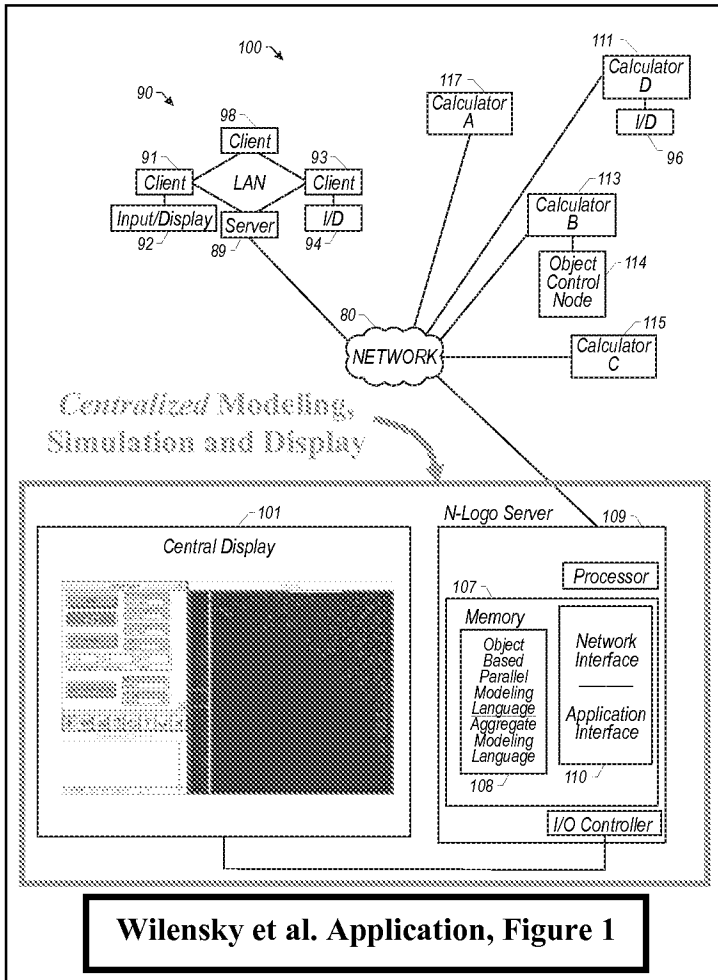 100
90
98
Client
91
Client
LAN
93
Client
Input/Display
92
Server
89
I/D
94
117
Calculator
A
111
Calculator
D
I/D
96
113
Calculator
B
Object
Control
Node
114
80
NETWORK
115
Calculator
C
Centralized Modeling,
Simulation and Display
101
Central Display
N-Logo Server
109
Processor
107
Memory
Object
Based
Parallel
Modeling
Language
Aggregate
Modeling
Language
108
Network
Interface
Application
Interface
110
I/O Controller
Wilensky et al. Application, Figure 1